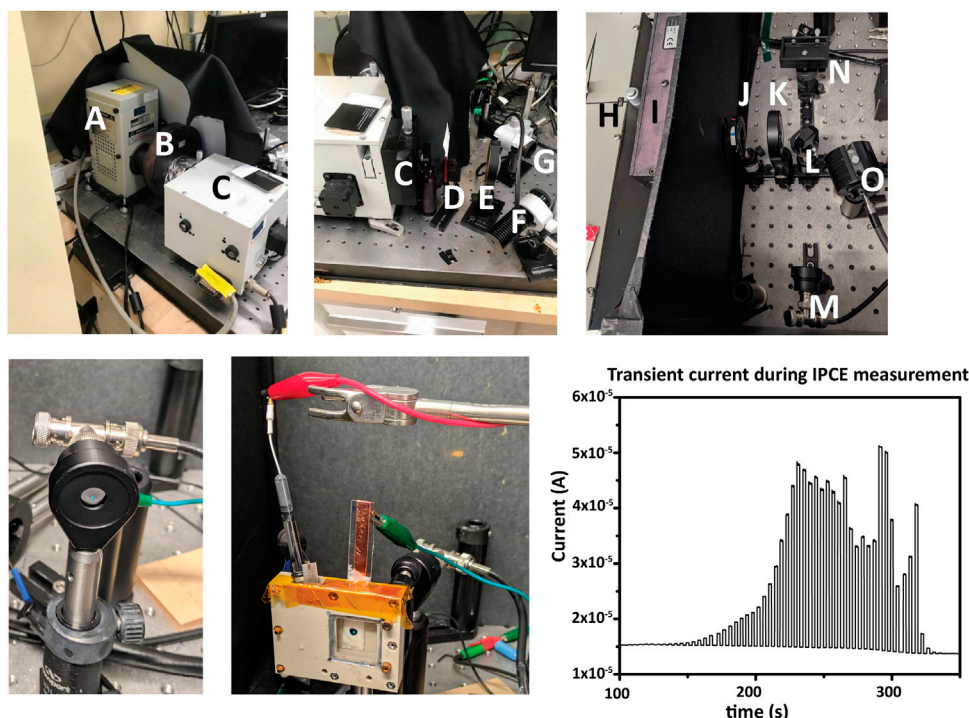 A
B
C
C
D
E
F
G
H
I
J
K
L
M
N
O
Transient current during IPCE measurement
Current (A)
6x10⁻⁵
5x10⁻⁵
4x10⁻⁵
3x10⁻⁵
2x10⁻⁵
1x10⁻⁵
100
200
300
time (s)